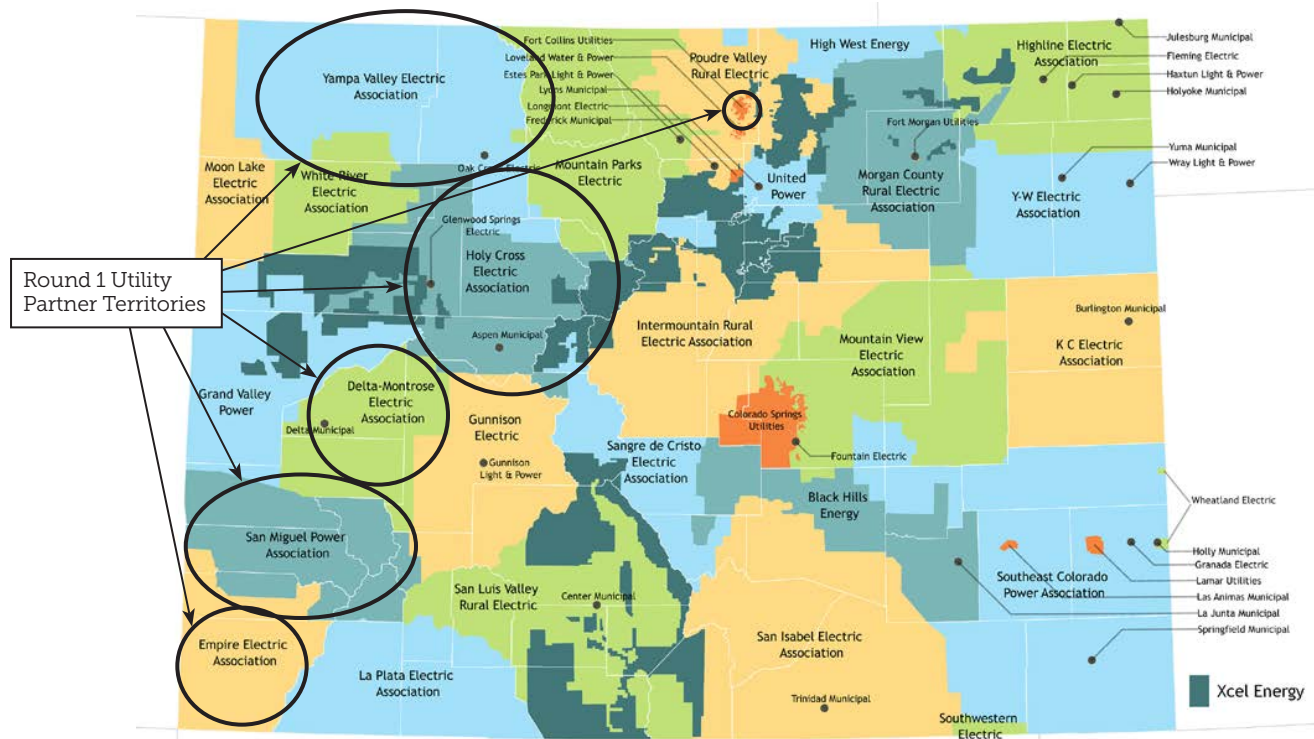 Fort Collins Utilities
Loveland Water & Power
Estes Park Light & Power
Lyons Municipal
Longmont Electric
Frederick Municipal
Yampa Valley Electric
Association
Poudre Valley
Rural Electric
High West Energy
Highline Electric
Association
Julesburg Municipal
Fleming Electric
Haxtun Light & Power
Holyoke Municipal
Fort Morgan Utilities
Yuma Municipal
Wray Light & Power
Moon Lake
Electric
Association
White River
Electric
Association
Oak Creek Electric
Mountain Parks
Electric
United
Power
Morgan County
Rural Electric
Association
Y-W Electric
Association
Glenwood Springs
Electric
Holy Cross
Electric
Association
Aspen Municipal
Round 1 Utility
Partner Territories
Intermountain Rural
Electric Association
Mountain View
Electric
Association
Burlington Municipal
K C Electric
Association
Grand Valley
Power
Delta-Montrose
Electric
Association
Delta Municipal
Gunnison
Electric
Gunnison
Light & Power
Colorado Springs
Utilities
Fountain Electric
Sangre de Cristo
Electric
Association
Black Hills
Energy
Wheatland Electric
Holly Municipal
Granada Electric
Lamar Utilities
Las Animas Municipal
La Junta Municipal
Springfield Municipal
Southeast Colorado
Power Association
San Miguel Power
Association
San Luis Valley
Rural Electric
Center Municipal
Empire Electric
Association
La Plata Electric
Association
San Isabel Electric
Association
Trinidad Municipal
Southwestern
Electric
Xcel Energy